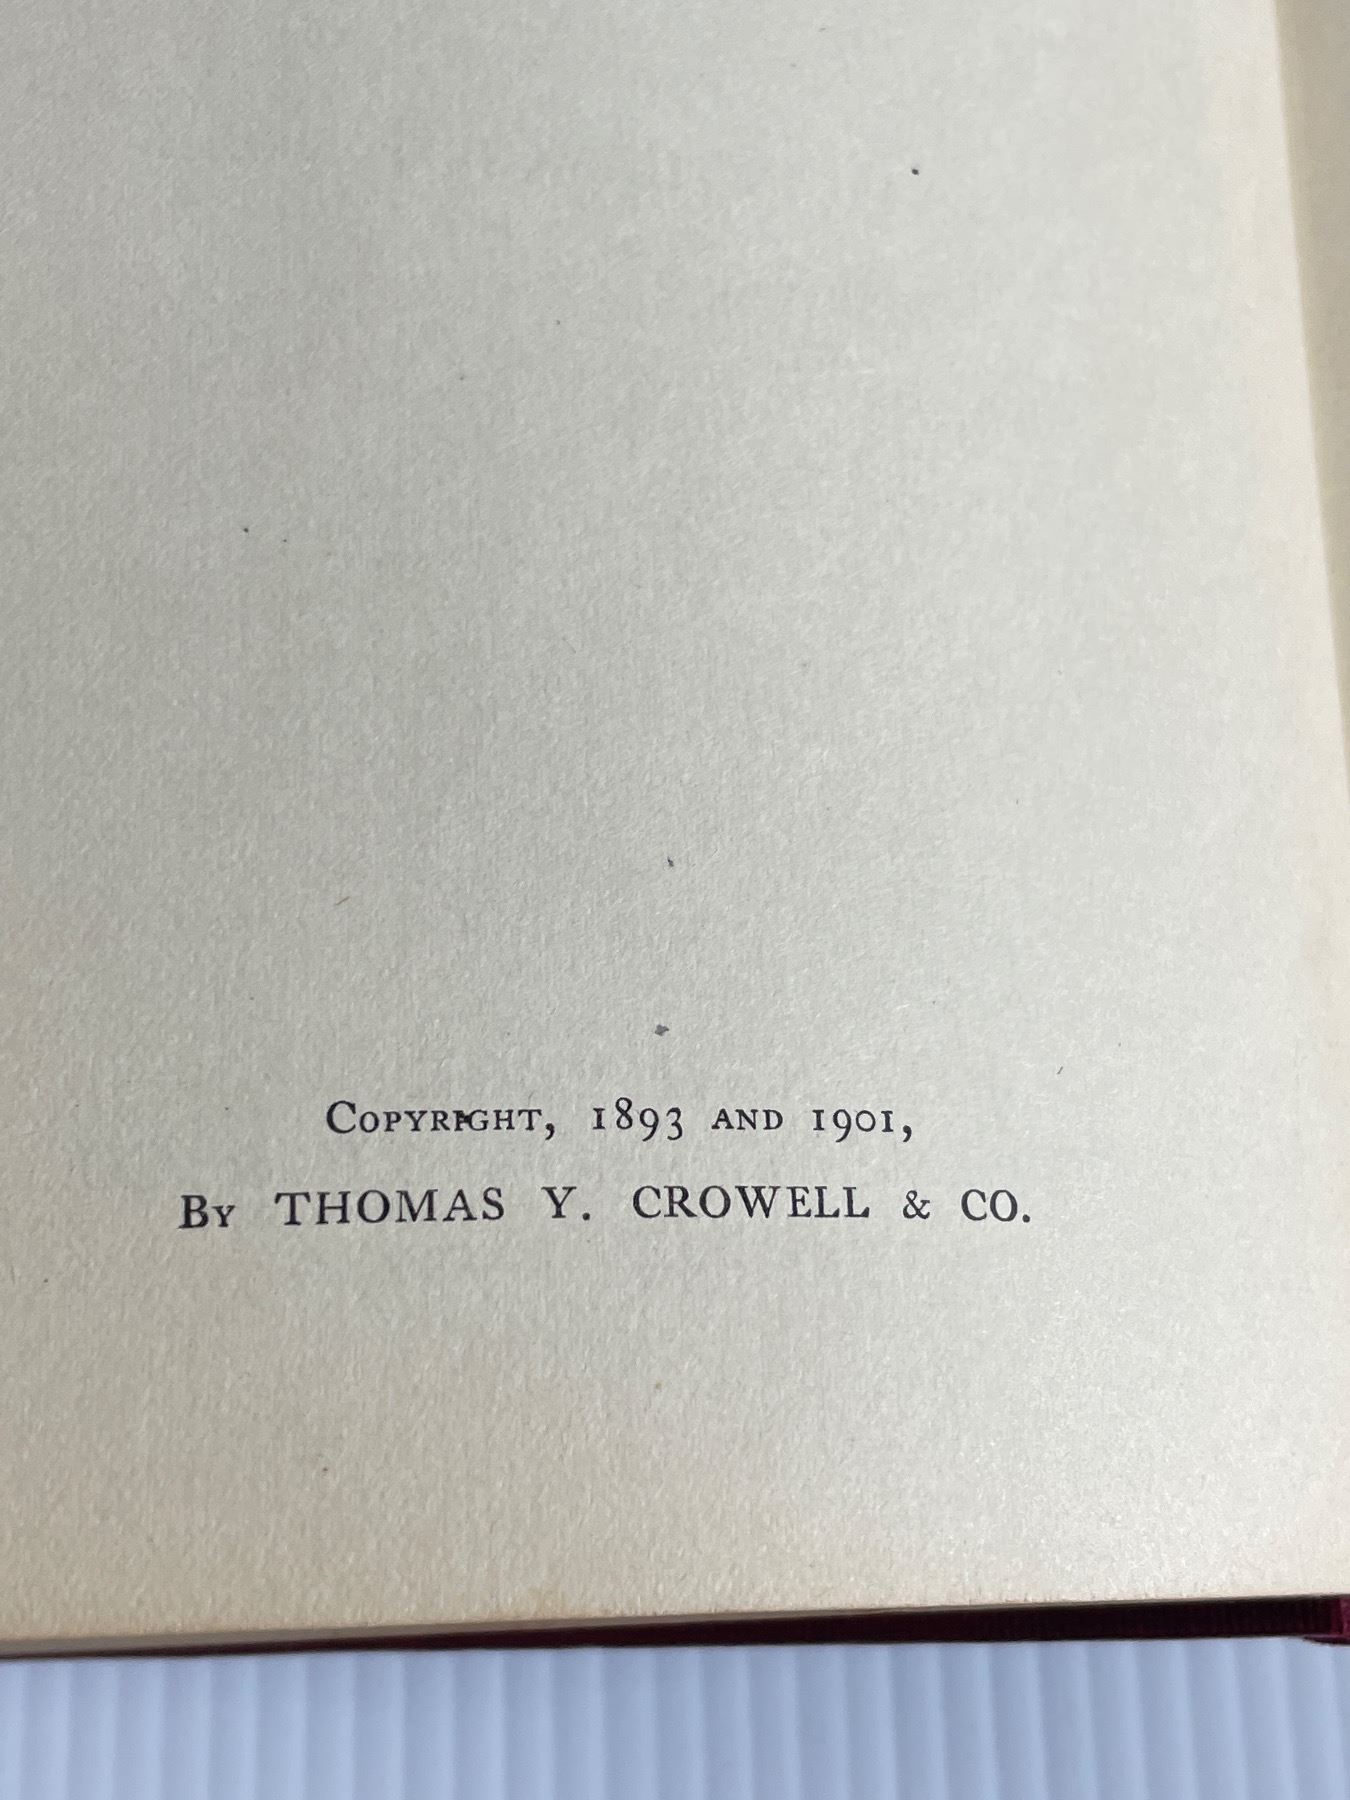 Copyright, 1893 and 1901,
By THOMAS Y. CROWELL & CO.